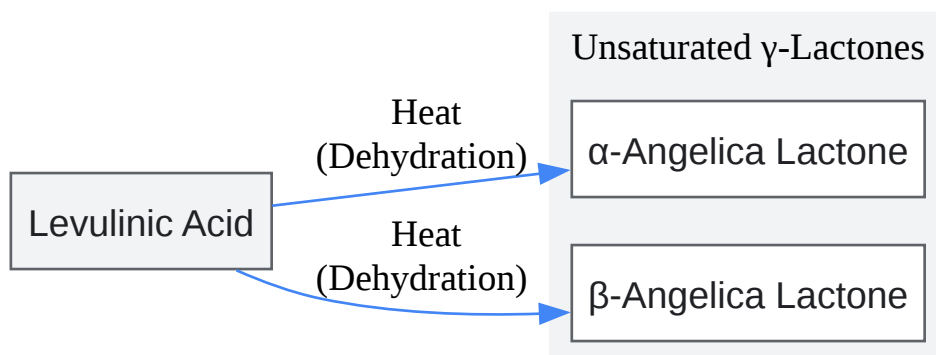 Unsaturated γ-Lactones
Heat
(Dehydration)
α-Angelica Lactone
Levulinic Acid
Heat
(Dehydration)
β-Angelica Lactone